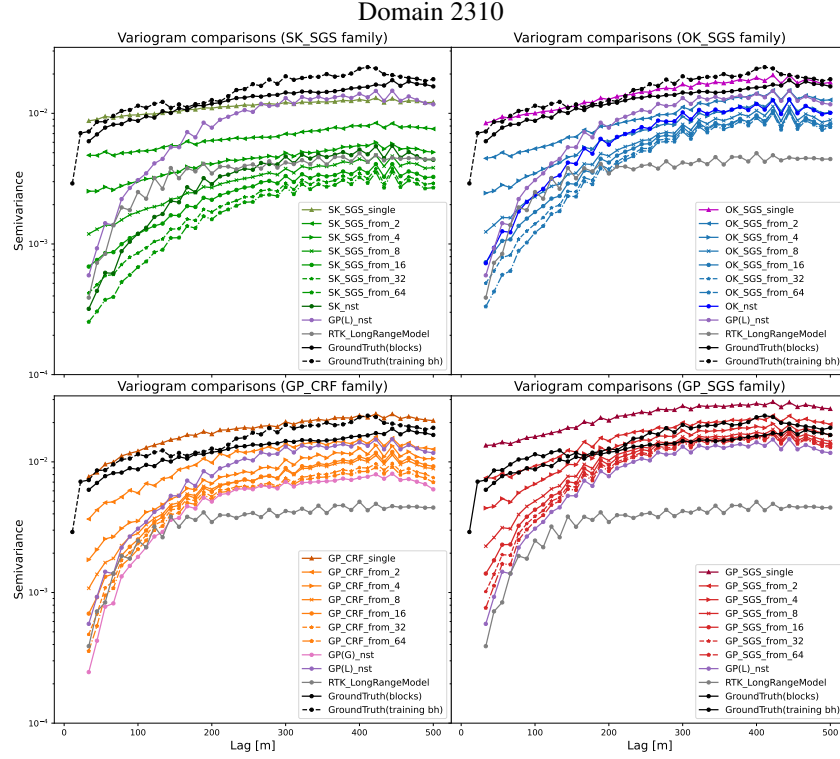 Domain 2310
Variogram comparisons (SK_SGS family)
Semivariance
10⁻²
10⁻³
10⁻⁴
SK_SGS_single
SK_SGS_from_2
SK_SGS_from_4
SK_SGS_from_8
SK_SGS_from_16
SK_SGS_from_32
SK_SGS_from_64
SK_nst
GP(L)_nst
RTK_LongRangeModel
GroundTruth(blocks)
GroundTruth(training bh)
Variogram comparisons (OK_SGS family)
OK_SGS_single
OK_SGS_from_2
OK_SGS_from_4
OK_SGS_from_8
OK_SGS_from_16
OK_SGS_from_32
OK_SGS_from_64
OK_nst
GP(L)_nst
RTK_LongRangeModel
GroundTruth(blocks)
GroundTruth(training bh)
Variogram comparisons (GP_CRF family)
Semivariance
10⁻²
10⁻³
10⁻⁴
GP_CRF_single
GP_CRF_from_2
GP_CRF_from_4
GP_CRF_from_8
GP_CRF_from_16
GP_CRF_from_32
GP_CRF_from_64
GP(G)_nst
GP(L)_nst
RTK_LongRangeModel
GroundTruth(blocks)
GroundTruth(training bh)
0 100 200 300 400 500
Lag [m]
Variogram comparisons (GP_SGS family)
GP_SGS_single
GP_SGS_from_2
GP_SGS_from_4
GP_SGS_from_8
GP_SGS_from_16
GP_SGS_from_32
GP_SGS_from_64
GP(L)_nst
RTK_LongRangeModel
GroundTruth(blocks)
GroundTruth(training bh)
0 100 200 300 400 500
Lag [m]